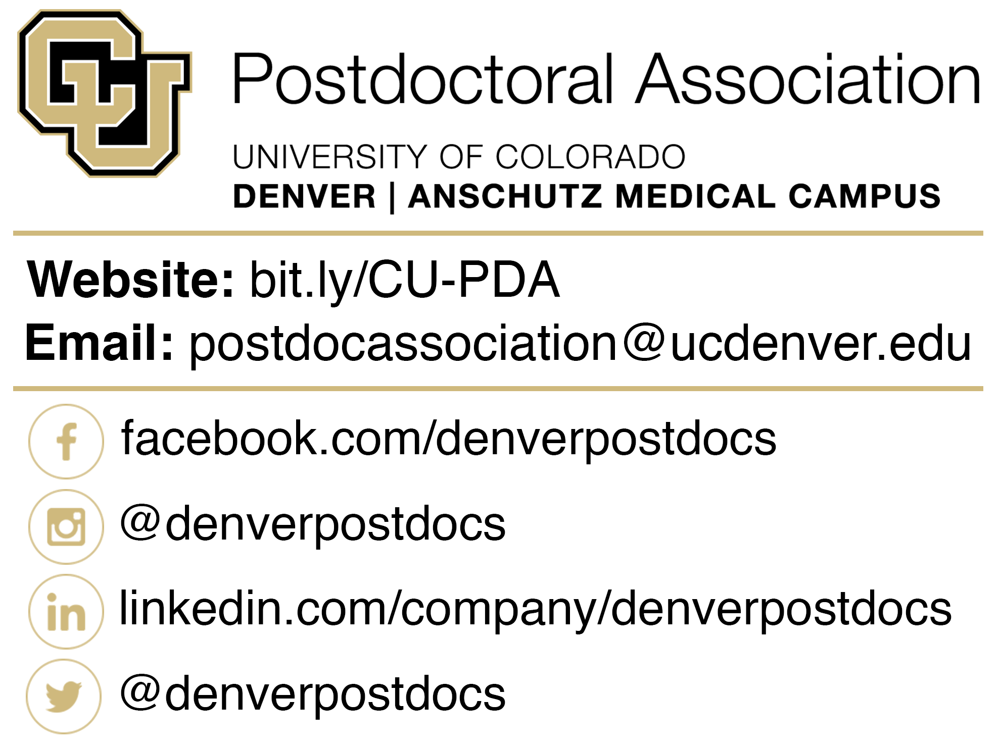 CU
Postdoctoral Association
UNIVERSITY OF COLORADO
DENVER | ANSCHUTZ MEDICAL CAMPUS
Website: bit.ly/CU-PDA
Email: postdocassociation@ucdenver.edu
facebook.com/denverpostdocs
@denverpostdocs
linkedin.com/company/denverpostdocs
@denverpostdocs